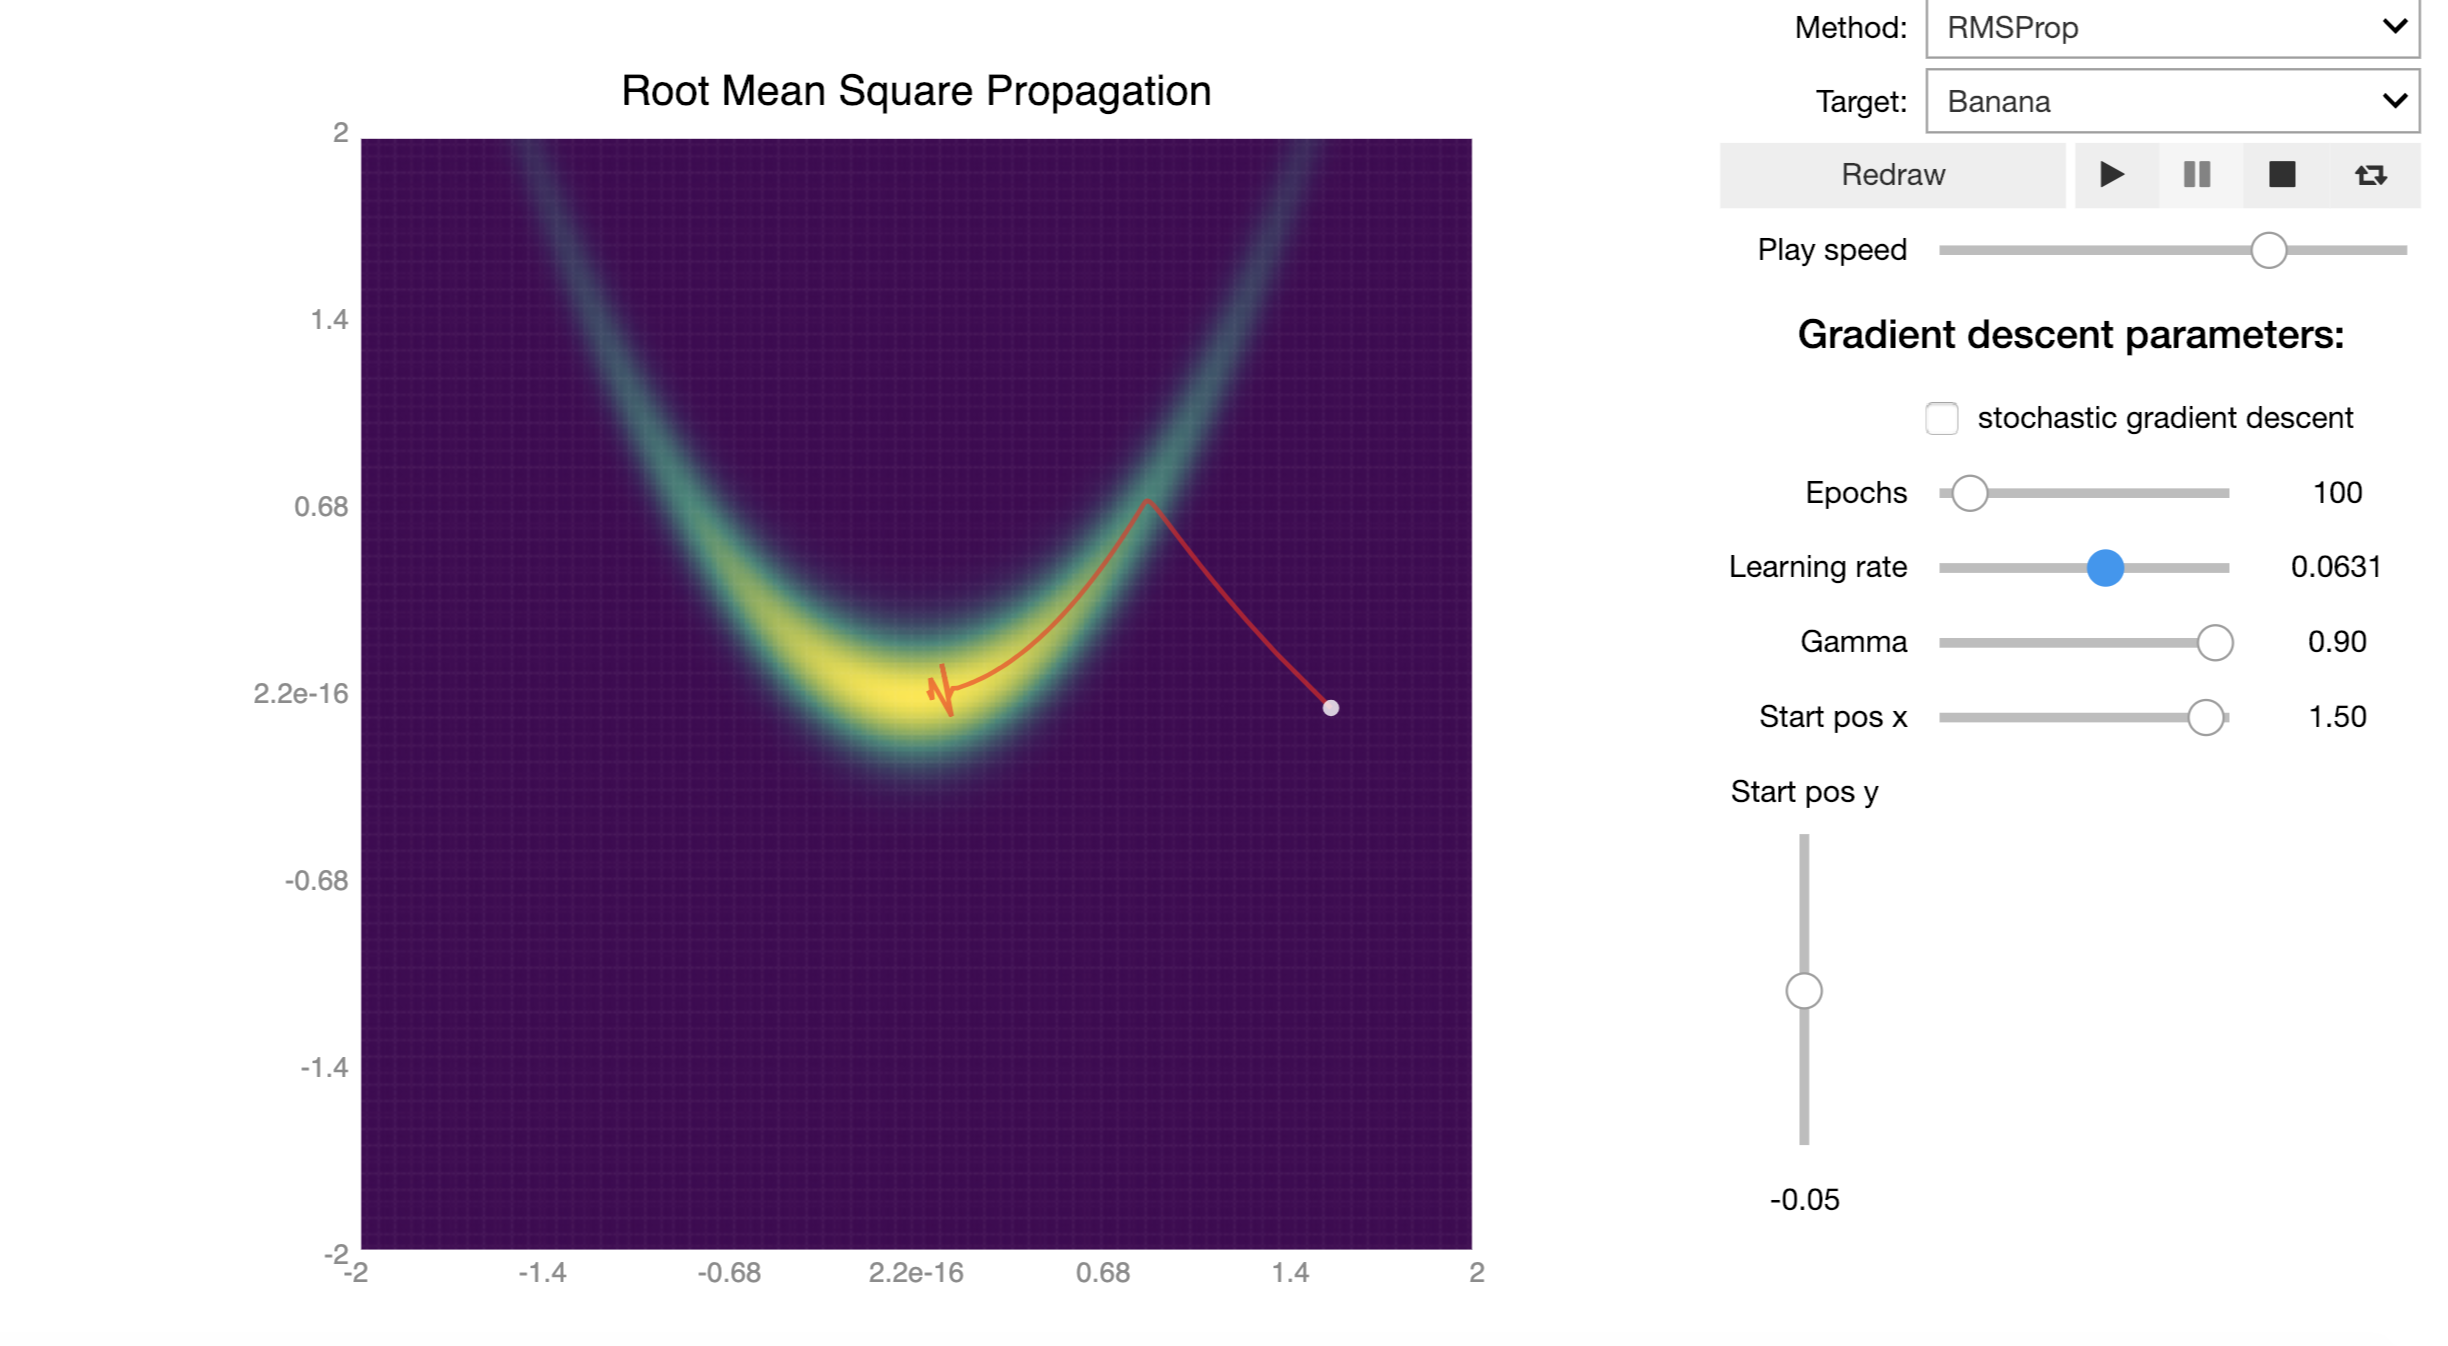 Root Mean Square Propagation
2
1.4
0.68
2.2e-16
-0.68
-1.4
-2
-2
-1.4
-0.68
2.2e-16
0.68
1.4
2
Method: RMSProp
Target: Banana
Redraw
Play speed
Gradient descent parameters:
stochastic gradient descent
Epochs 100
Learning rate 0.0631
Gamma 0.90
Start pos x 1.50
Start pos y
-0.05